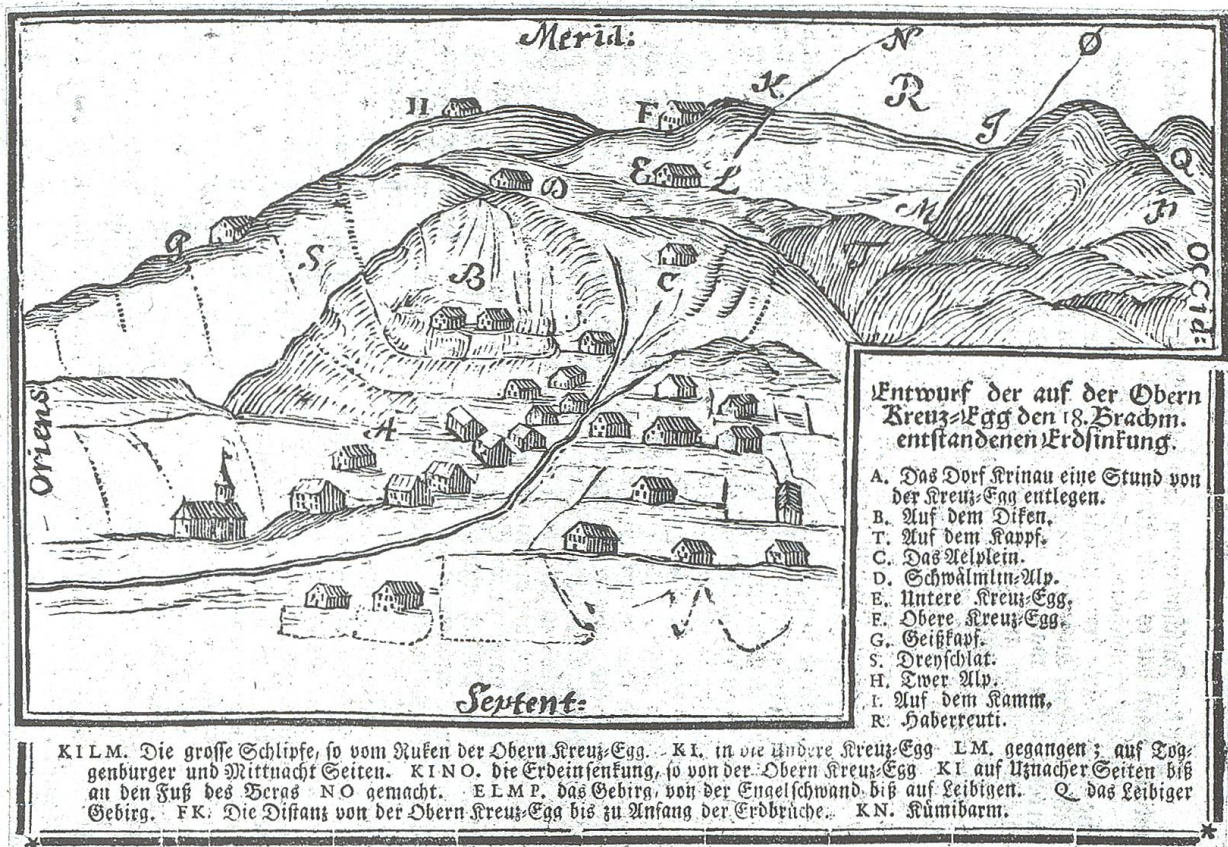 Merid:
N
O
K
R
H
F
I
Q
E
L
D
M
P
G
S
T
B
C
Occid:
Oriens
A
Septent:
Entwurf der auf der Obern
Kreuz-Egg den 18. Brachm.
entstandenen Erdsinkung.
A. Das Dorf Krinau eine Stund von
der Kreuz-Egg entlegen.
B. Auf dem Diken.
T. Auf dem Kappf.
C. Das Aelplein.
D. Schwälmlin-Alp.
E. Untere Kreuz-Egg.
F. Obere Kreuz-Egg.
G. Geißkapf.
S. Dreyschlat.
H. Twer Alp.
I. Auf dem Kamm.
R. Haberreuti.
KILM. Die grosse Schlipfe, so vom Ruken der Obern Kreuz-Egg. KI. in die Undere Kreuz-Egg LM. gegangen; auf Tog-
genburger und Mittnacht Seiten. KINO. die Erdeinsenkung, so von der Obern Kreuz-Egg KI auf Uznacher Seiten biß
an den Fuß des Bergs NO gemacht. ELMP. das Gebirg, von der Engelschwand biß auf Leibigen. Q das Leibiger
Gebirg. FK. Die Distanz von der Obern Kreuz-Egg bis zu Anfang der Erdbrüche. KN. Kümibarm.